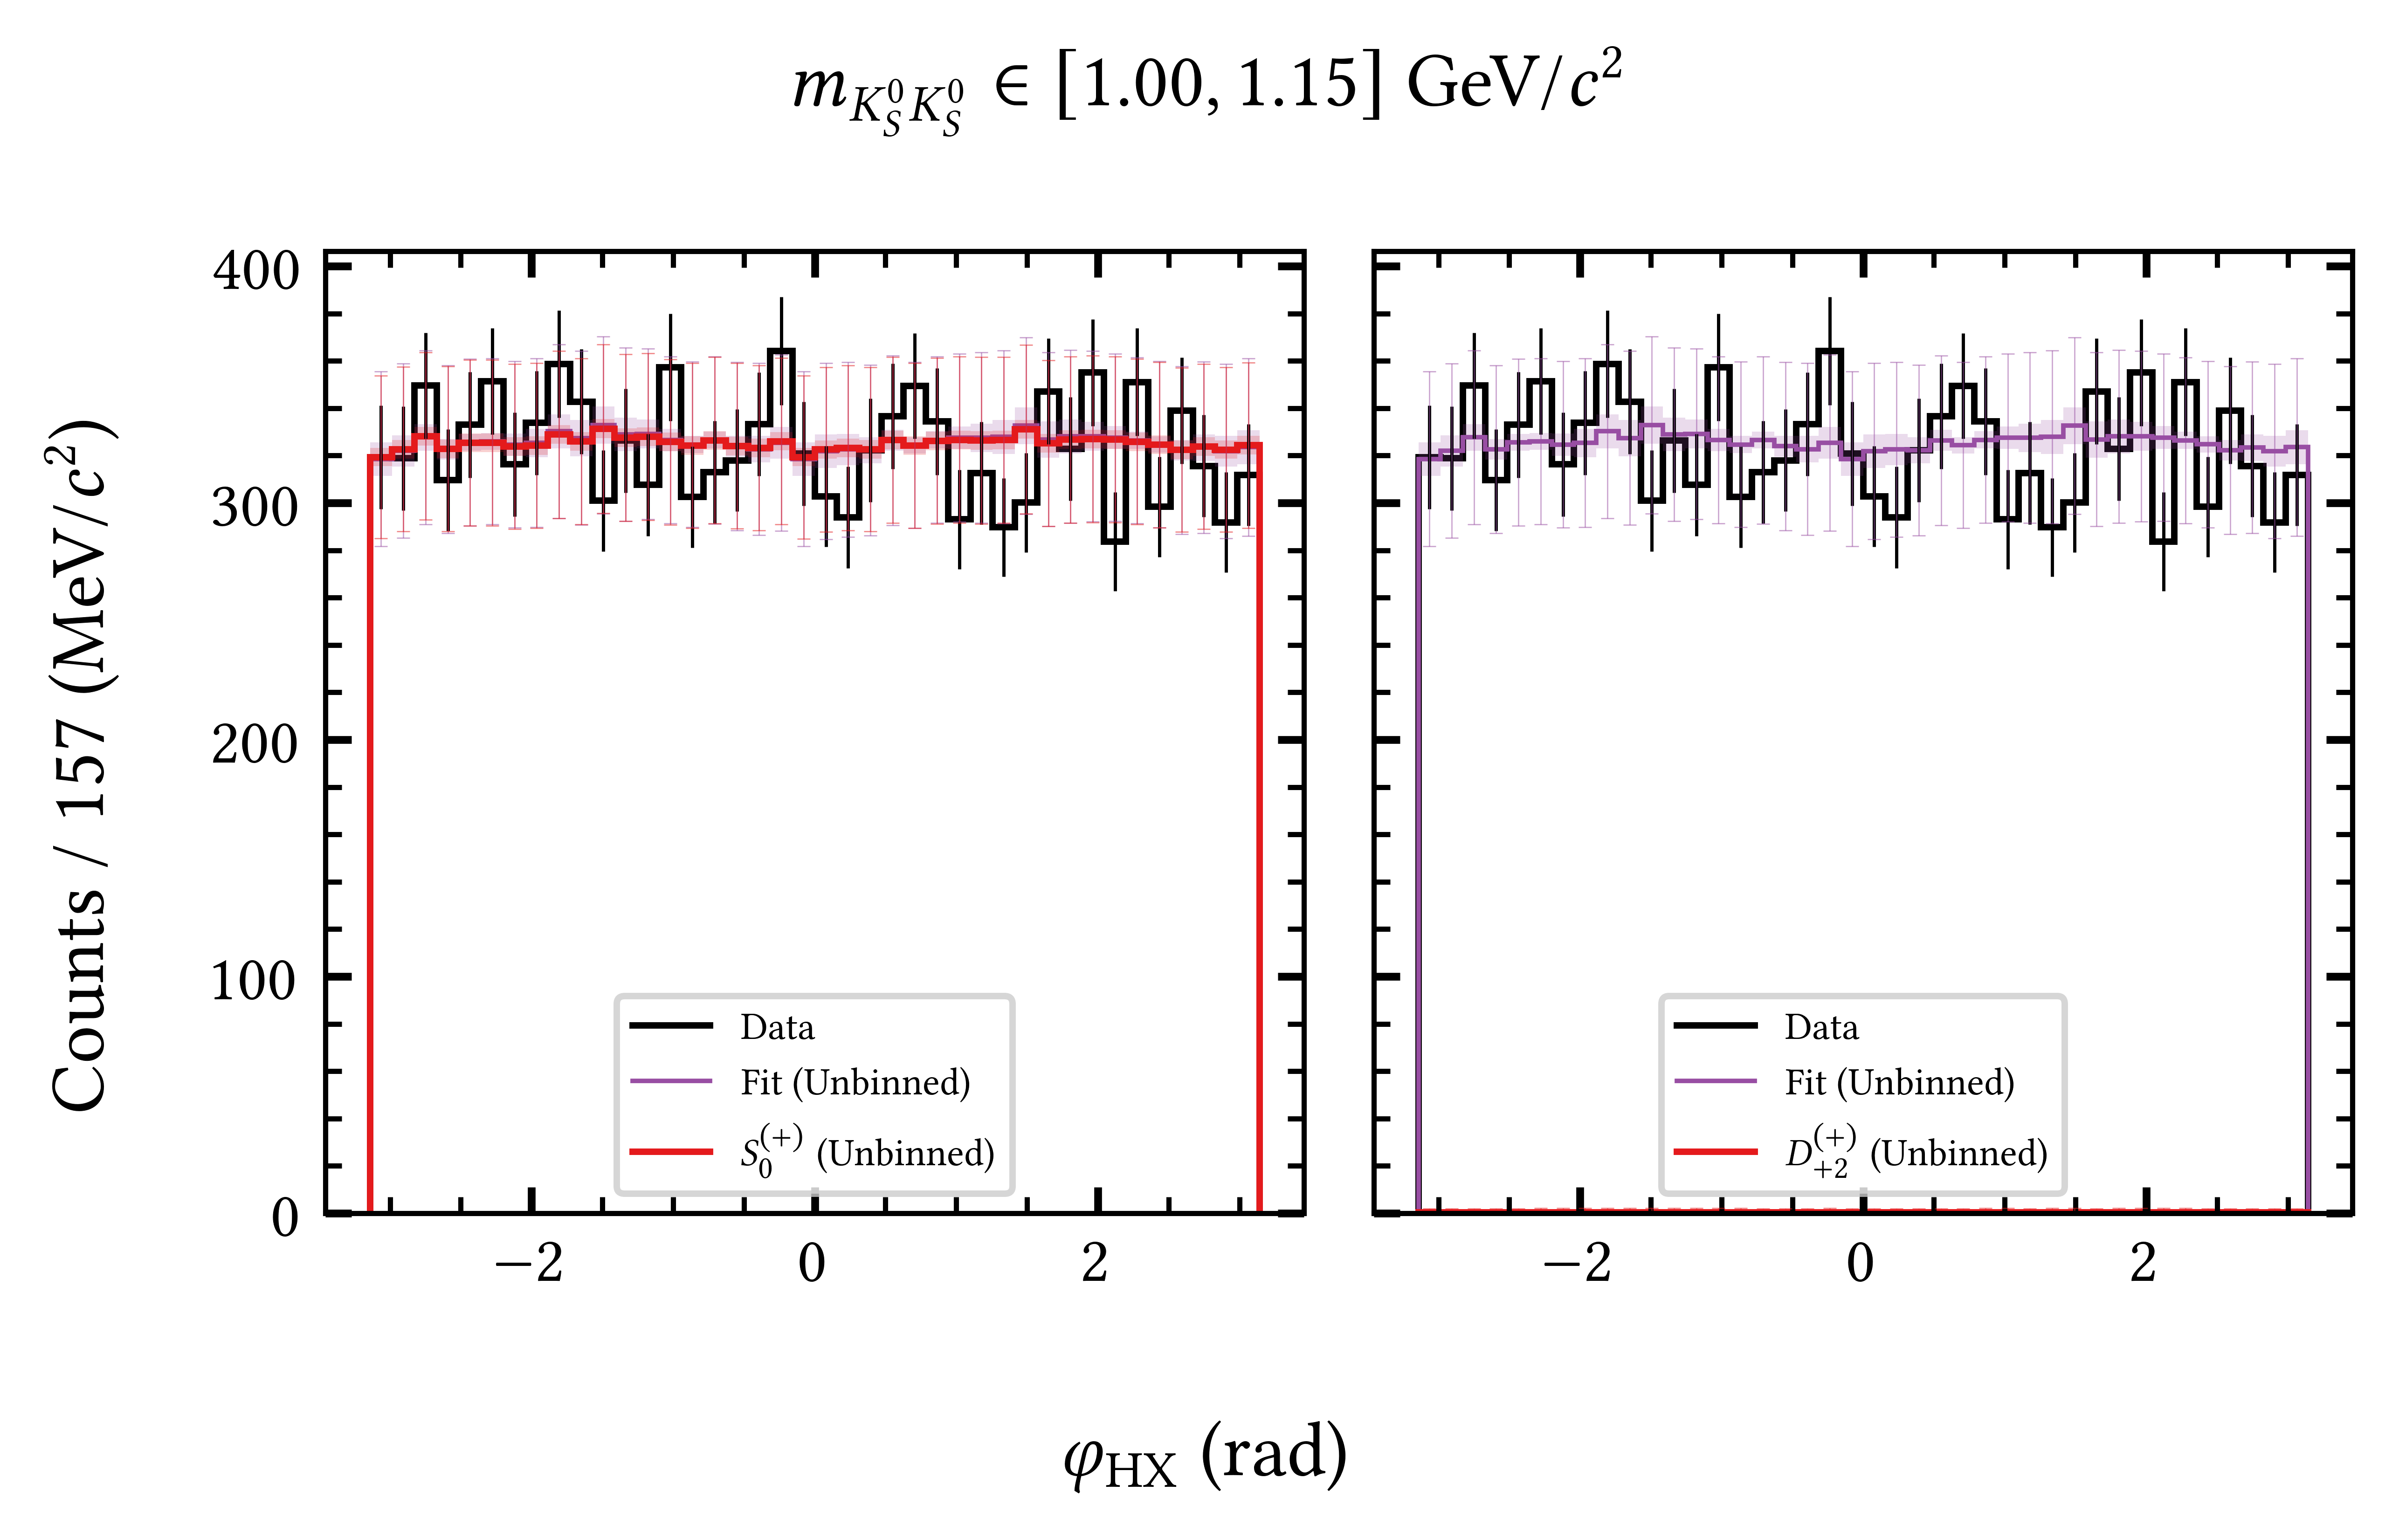 m_{K_S^0 K_S^0} ∈ [1.00, 1.15] GeV/c²
Counts / 157 (MeV/c²)
400
300
200
100
0
Data
Fit (Unbinned)
S_0^{(+)} (Unbinned)
Data
Fit (Unbinned)
D_{+2}^{(+)} (Unbinned)
−2 0 2
−2 0 2
φ_{HX} (rad)